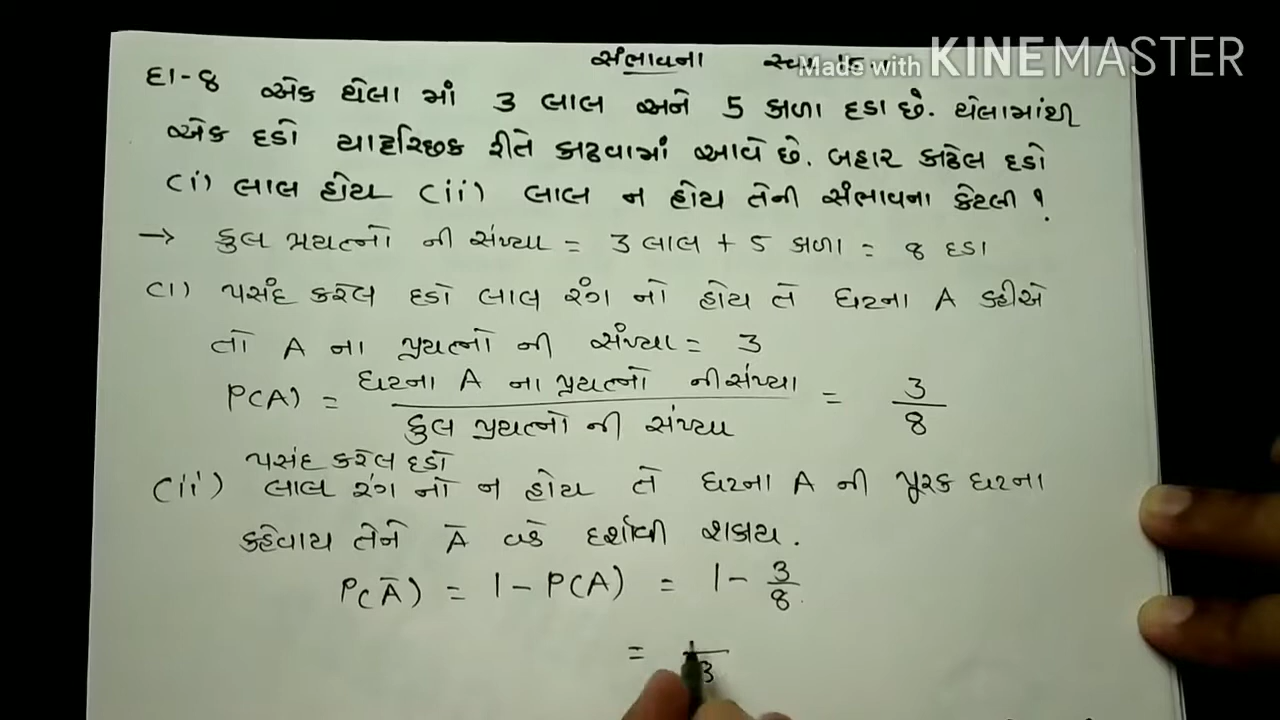 સંભાવના
Made with KINEMASTER
દા-૪ એક થેલા માં 3 લાલ અને 5 કાળા દડા છે. થેલામાંથી
એક દડો યાદૃચ્છિક રીતે કાઢવામાં આવે છે. બહાર કાઢેલ દડો
(i) લાલ હોય (ii) લાલ ન હોય તેની સંભાવના કેટલી ?
→ કુલ પ્રયત્નો ની સંખ્યા = 3 લાલ + 5 કાળા = 8 દડા
(i) પસંદ કરેલ દડો લાલ રંગ નો હોય તે ઘટના A કહીએ
તો A ના પ્રયત્નો ની સંખ્યા = 3
P(A) = ઘટના A ના પ્રયત્નો ની સંખ્યા / કુલ પ્રયત્નો ની સંખ્યા = 3/8
પસંદ કરેલ દડો
(ii) લાલ રંગ નો ન હોય તે ઘટના A ની પૂરક ઘટના
કહેવાય તેને Ā વડે દર્શાવી શકાય.
P(Ā) = 1 - P(A) = 1 - 3/8
=